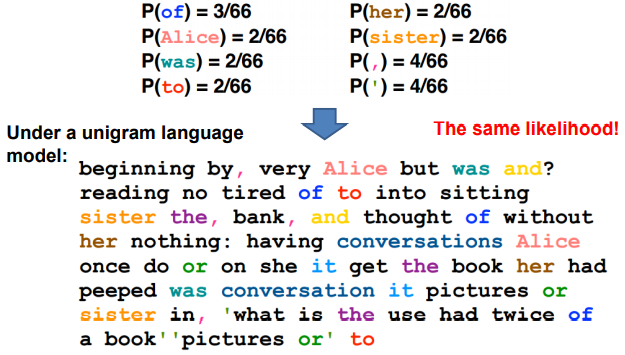 P(of) = 3/66
P(her) = 2/66
P(Alice) = 2/66
P(sister) = 2/66
P(was) = 2/66
P(,) = 4/66
P(to) = 2/66
P(') = 4/66
Under a unigram language
model:
The same likelihood!
beginning by, very Alice but was and?
reading no tired of to into sitting
sister the, bank, and thought of without
her nothing: having conversations Alice
once do or on she it get the book her had
peeped was conversation it pictures or
sister in, 'what is the use had twice of
a book''pictures or' to